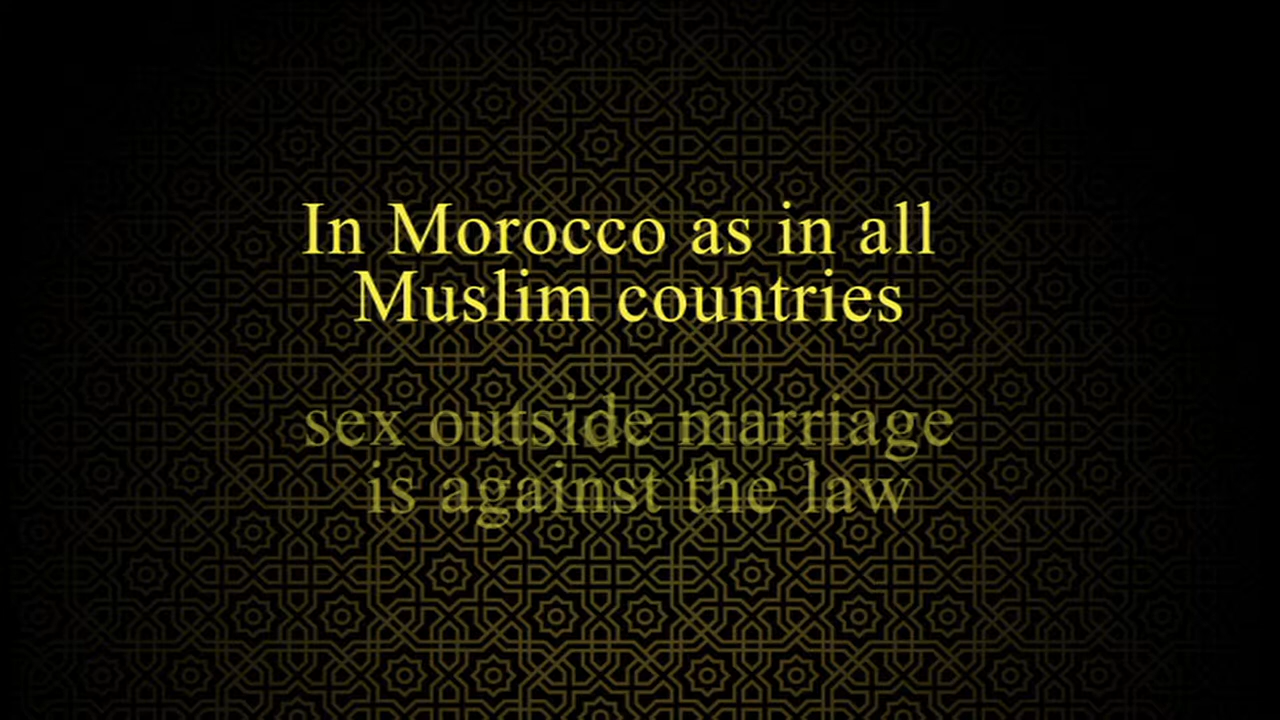 In Morocco as in all
Muslim countries
sex outside marriage
is against the law